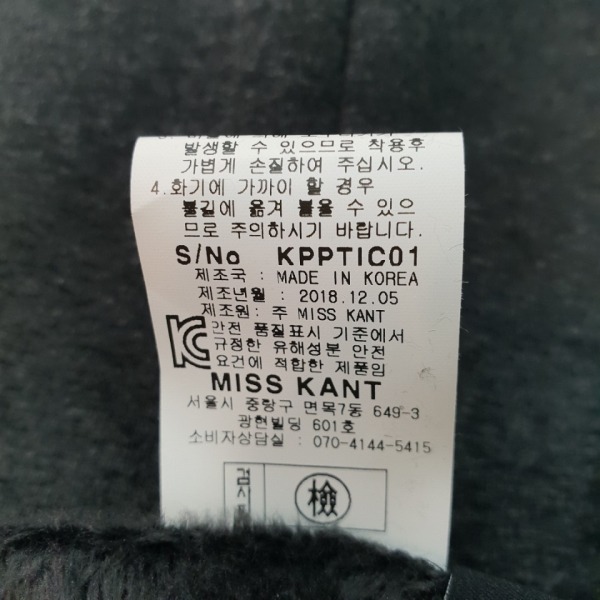 발생할 수 있으므로 착용후
가볍게 손질하여 주십시오.
4.화기에 가까이 할 경우
불길에 옮겨 붙을 수 있으
므로 주의하시기 바랍니다.
S/No KPPTIC01
제조국 : MADE IN KOREA
제조년월 : 2018.12.05
제조원 : 주 MISS KANT
안전 품질표시 기준에서
규정한 유해성분 안전
요건에 적합한 제품임
MISS KANT
서울시 중랑구 면목7동 649-3
광현빌딩 601호
소비자상담실 : 070-4144-5415
검사
檢